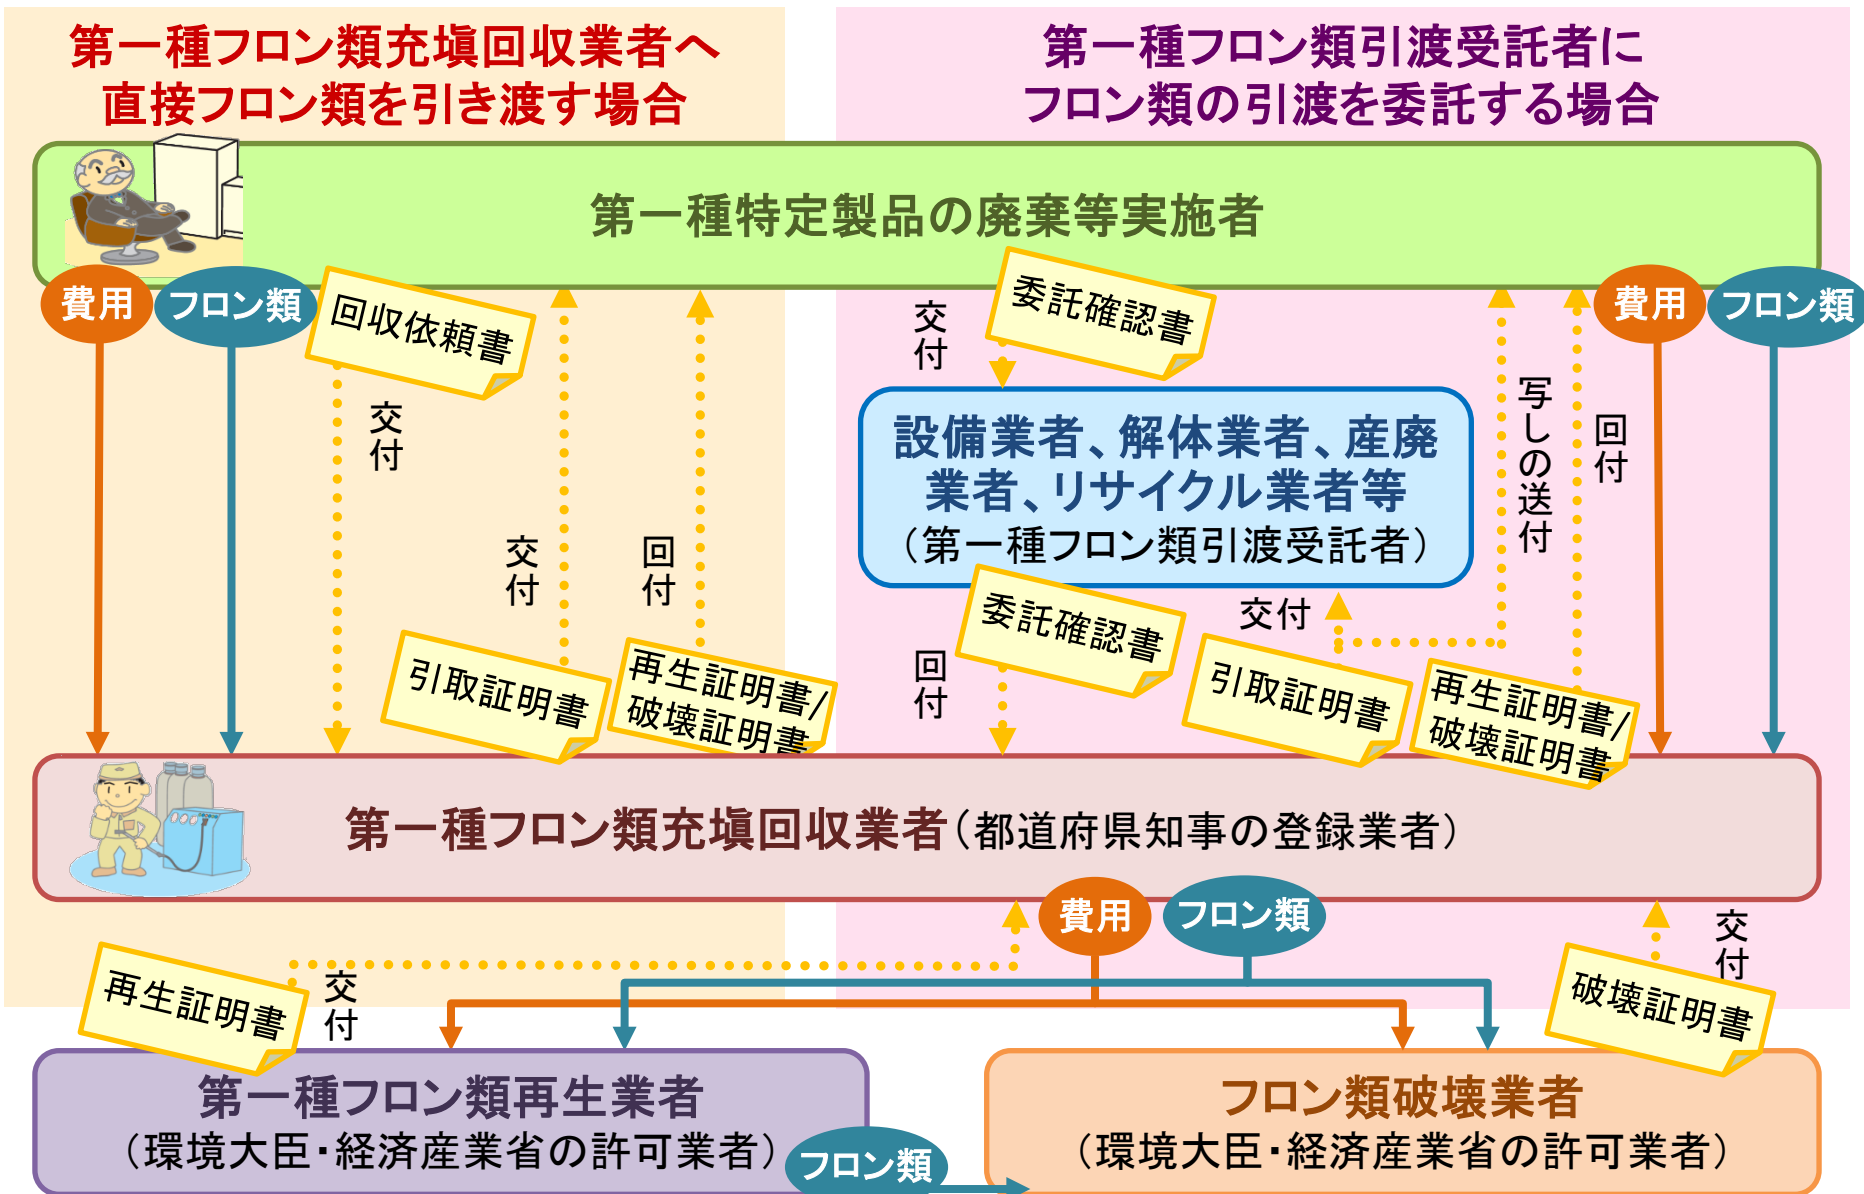 第一種フロン類充塡回収業者へ
直接フロン類を引き渡す場合
第一種フロン類引渡受託者に
フロン類の引渡を委託する場合
第一種特定製品の廃棄等実施者
費用
フロン類
回収依頼書
交付
交付
回付
引取証明書
再生証明書/
破壊証明書
交付
委託確認書
設備業者、解体業者、産廃
業者、リサイクル業者等
（第一種フロン類引渡受託者）
写しの送付
回付
費用
フロン類
回付
委託確認書
交付
引取証明書
再生証明書/
破壊証明書
第一種フロン類充塡回収業者（都道府県知事の登録業者）
費用
フロン類
再生証明書
交付
破壊証明書
交付
第一種フロン類再生業者
（環境大臣・経済産業省の許可業者）
フロン類
フロン類破壊業者
（環境大臣・経済産業省の許可業者）